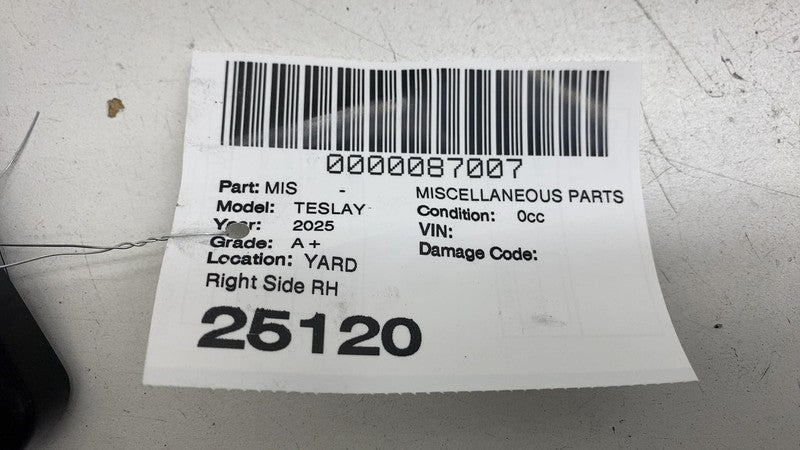 0000087007
Part: MIS - MISCELLANEOUS PARTS
Model: TESLAY Condition: 0cc
Year: 2025 VIN:
Grade: A+ Damage Code:
Location: YARD
Right Side RH
25120